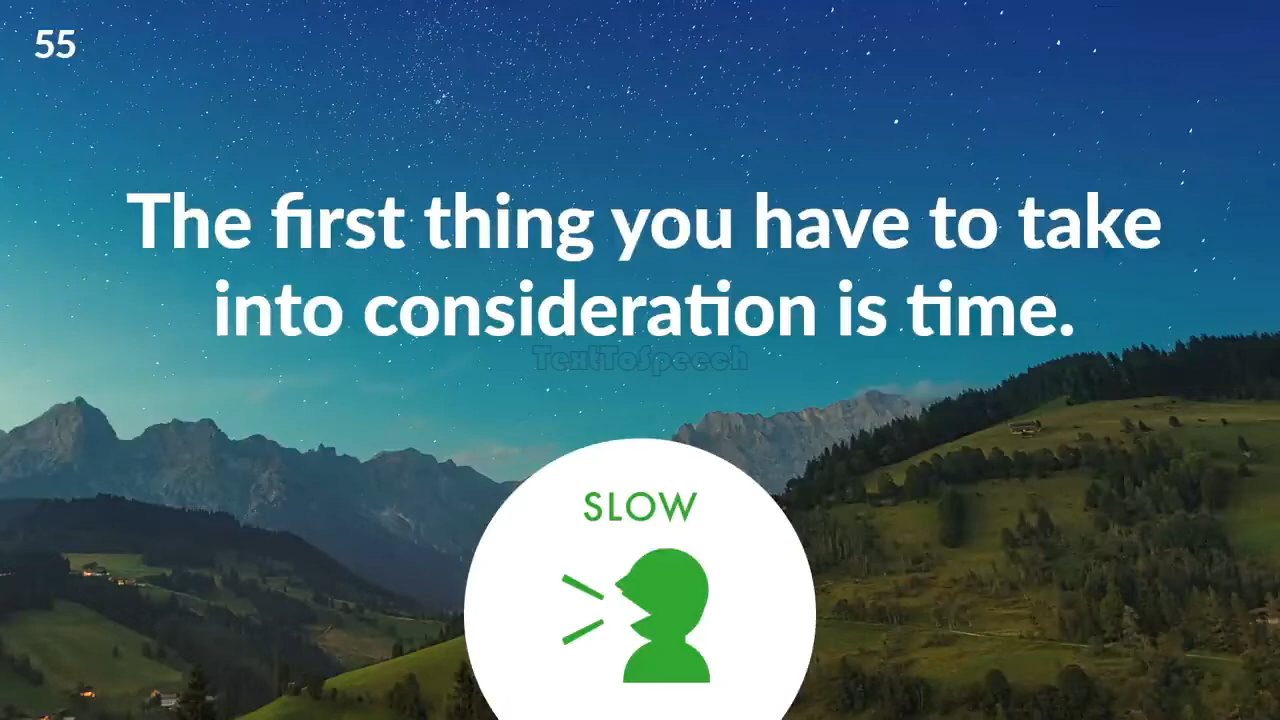 55
The first thing you have to take
into consideration is time.
TextToSpeech
SLOW